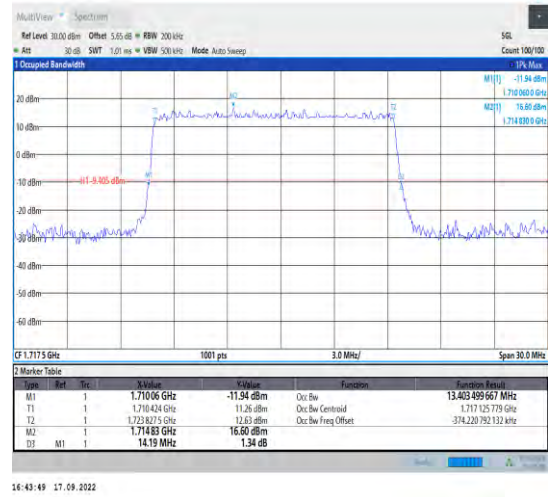 MultiView Spectrum
Ref Level 30.00 dBm Offset 5.65 dB RBW 200 kHz SGL
Att 30 dB SWT 1.01 ms VBW 500 kHz Mode Auto Sweep Count 100/100
1 Occupied Bandwidth 1Pk Max
M1[1] -11.94 dBm
1.710 060 0 GHz
M2[1] 16.60 dBm
1.714 830 0 GHz
20 dBm
T1
M2
T2
10 dBm
0 dBm
M1
H1 -9.405 dBm
-10 dBm
-20 dBm
-30 dBm
-40 dBm
-50 dBm
-60 dBm
CF 1.717 5 GHz 1001 pts 3.0 MHz/ Span 30.0 MHz
2 Marker Table
Type Ref Trc X-Value Y-Value Function Function Result
M1 1 1.710 06 GHz -11.94 dBm Occ Bw 13.403 499 667 MHz
T1 1 1.710 424 GHz 11.26 dBm Occ Bw Centroid 1.717 125 779 GHz
T2 1 1.723 827 5 GHz 12.63 dBm Occ Bw Freq Offset -374.220 792 132 kHz
M2 1 1.714 83 GHz 16.60 dBm
D3 M1 1 14.19 MHz 1.34 dB
16:43:49 17.09.2022